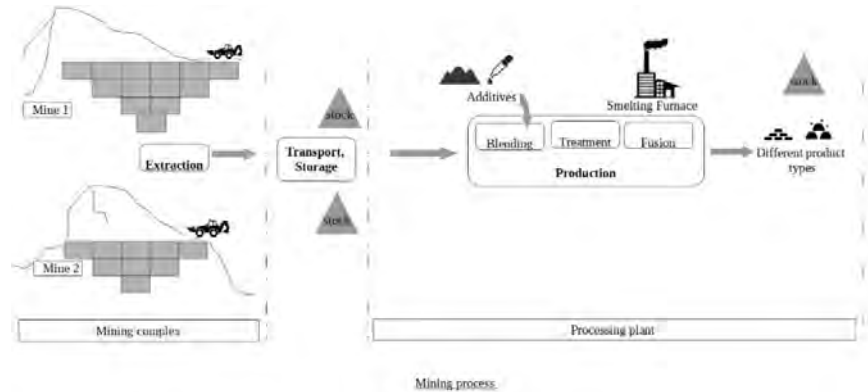 Mine 1
Extraction
Mine 2
Mining complex
stock
Transport,
Storage
stock
Additives
Smelting Furnace
Blending
Treatment
Fusion
Production
stock
Different product
types
Processing plant
Mining process